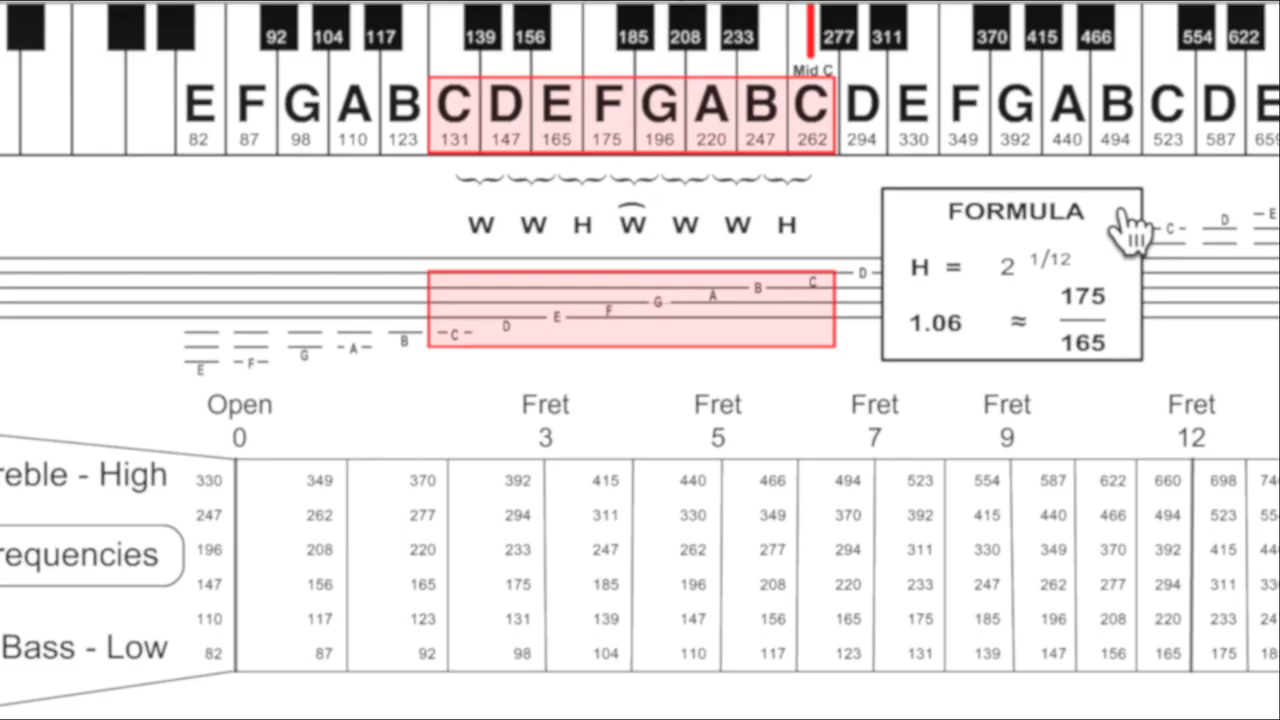 92 104 117 139 156 185 208 233 277 311 370 415 466 554 622
Mid C
E F G A B C D E F G A B C D E F G A B C D E
82 87 98 110 123 131 147 165 175 196 220 247 262 294 330 349 392 440 494 523 587 659
W W H W W W H
FORMULA
H = 2 1/12
1.06 ≈ 175
165
E F G A B C D E F G A B C D C D E
Open Fret Fret Fret Fret Fret
0 3 5 7 9 12
reble - High 330 349 370 392 415 440 466 494 523 554 587 622 660 698 74
247 262 277 294 311 330 349 370 392 415 440 466 494 523 55
requencies 196 208 220 233 247 262 277 294 311 330 349 370 392 415 44
147 156 165 175 185 196 208 220 233 247 262 277 294 311 33
110 117 123 131 139 147 156 165 175 185 196 208 220 233 24
Bass - Low 82 87 92 98 104 110 117 123 131 139 147 156 165 175 18